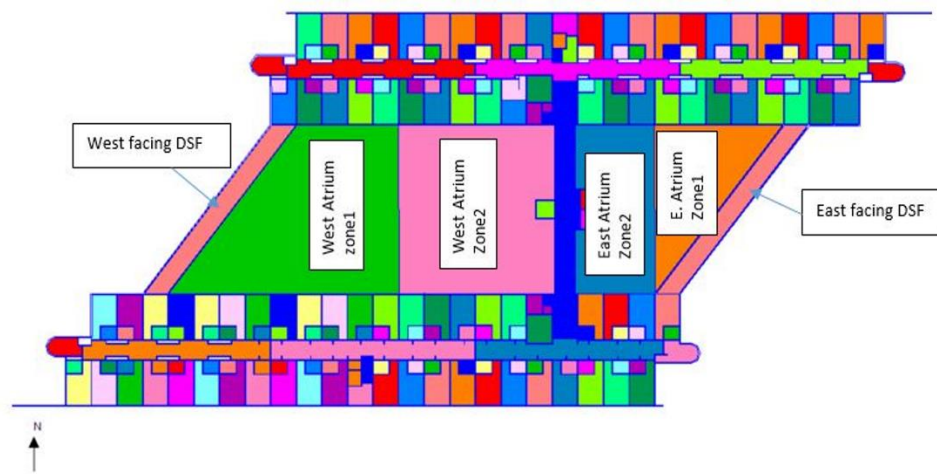 West facing DSF
West Atrium
zone1
West Atrium
Zone2
East Atrium
Zone2
E. Atrium
Zone1
East facing DSF
N